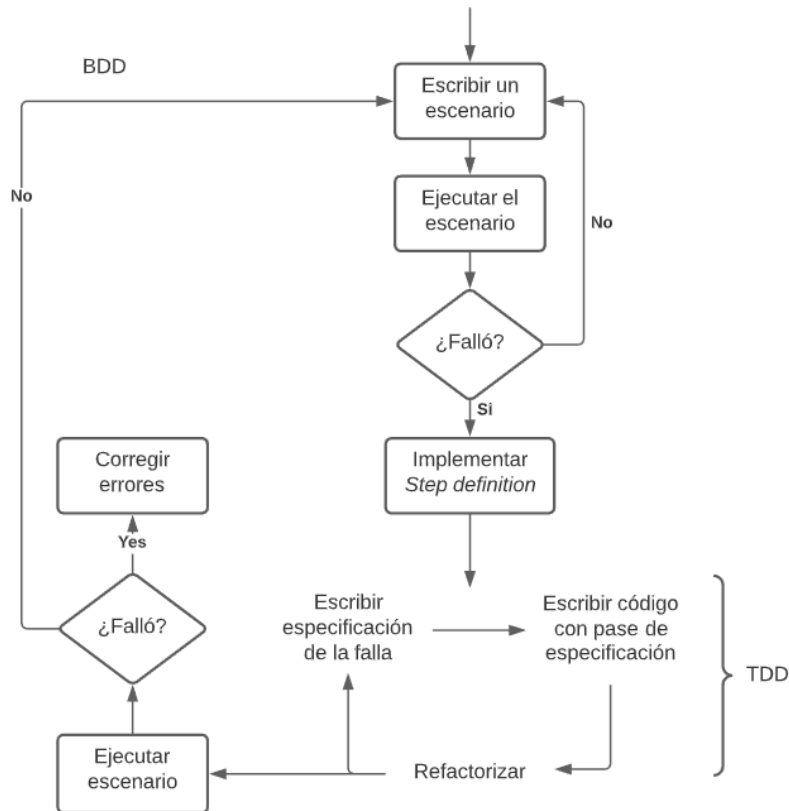 BDD
Escribir un
escenario
Ejecutar el
escenario
No
No
¿Falló?
Si
Implementar
Step definition
Corregir
errores
Yes
¿Falló?
Escribir
especificación
de la falla
Escribir código
con pase de
especificación
TDD
Ejecutar
escenario
Refactorizar